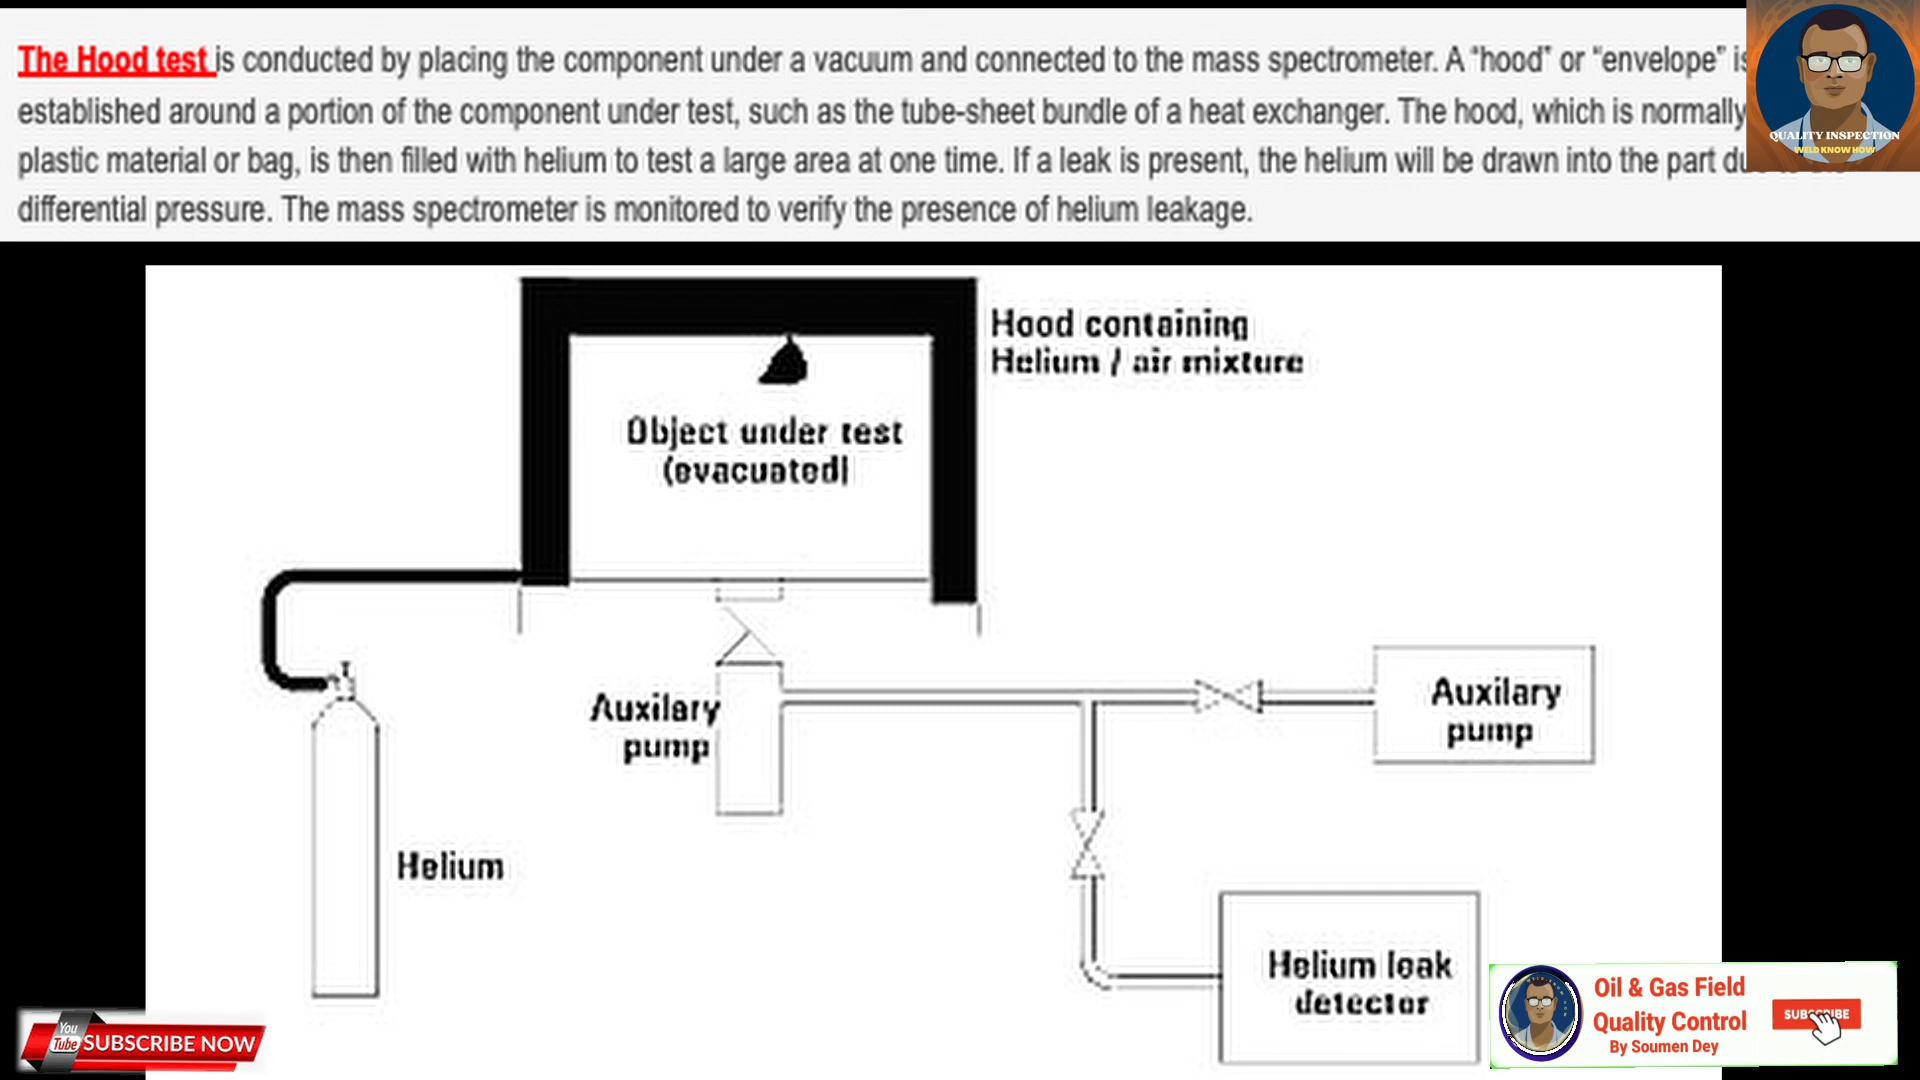 The Hood test is conducted by placing the component under a vacuum and connected to the mass spectrometer. A “hood” or “envelope” is
established around a portion of the component under test, such as the tube-sheet bundle of a heat exchanger. The hood, which is normally
plastic material or bag, is then filled with helium to test a large area at one time. If a leak is present, the helium will be drawn into the part
differential pressure. The mass spectrometer is monitored to verify the presence of helium leakage.
QUALITY INSPECTION
WELD KNOW HOW
Hood containing
Helium / air mixture
Object under test
(evacuated)
Auxilary
pump
Auxilary
pump
Helium
Helium leak
detector
You
Tube SUBSCRIBE NOW
Oil & Gas Field
Quality Control
By Soumen Dey
SUBSCRIBE